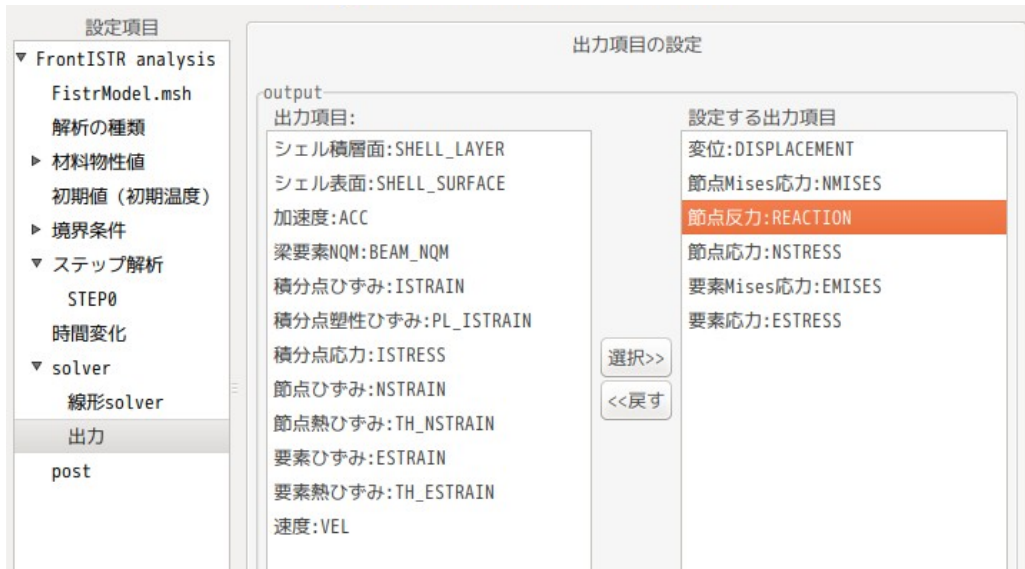 設定項目
FrontISTR analysis
FistrModel.msh
解析の種類
材料物性値
初期値 (初期温度)
境界条件
ステップ解析
STEP0
時間変化
solver
線形solver
出力
post
出力項目の設定
output
出力項目:
シェル積層面:SHELL_LAYER
シェル表面:SHELL_SURFACE
加速度:ACC
梁要素NQM:BEAM_NQM
積分点ひずみ:ISTRAIN
積分点塑性ひずみ:PL_ISTRAIN
積分点応力:ISTRESS
節点ひずみ:NSTRAIN
節点熱ひずみ:TH_NSTRAIN
要素ひずみ:ESTRAIN
要素熱ひずみ:TH_ESTRAIN
速度:VEL
選択>>
<<戻す
設定する出力項目
変位:DISPLACEMENT
節点Mises応力:NMISES
節点反力:REACTION
節点応力:NSTRESS
要素Mises応力:EMISES
要素応力:ESTRESS